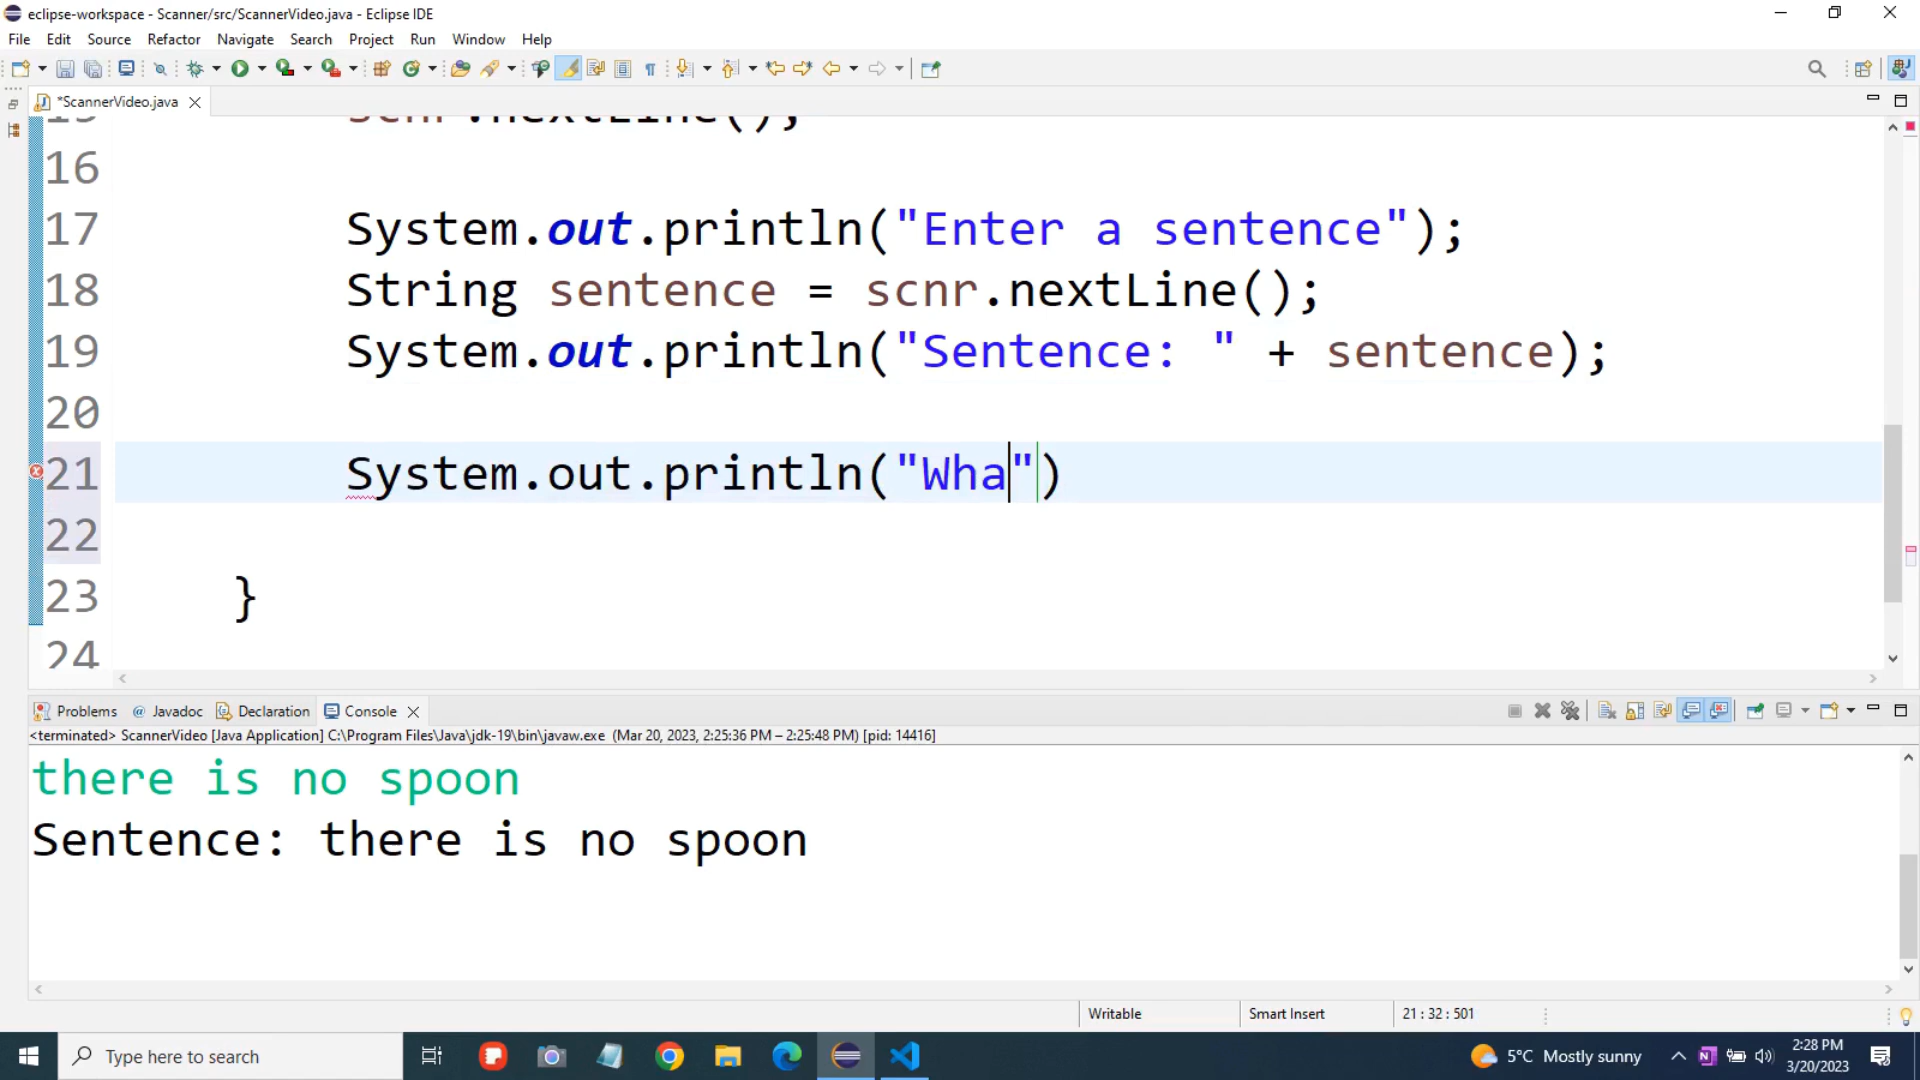 eclipse-workspace - Scanner/src/ScannerVideo.java - Eclipse IDE
File Edit Source Refactor Navigate Search Project Run Window Help
*ScannerVideo.java
15 scnr.nextLine();
16
17 System.out.println("Enter a sentence");
18 String sentence = scnr.nextLine();
19 System.out.println("Sentence: " + sentence);
20
21 System.out.println("Wha")
22
23 }
24
Problems @ Javadoc Declaration Console
<terminated> ScannerVideo [Java Application] C:\Program Files\Java\jdk-19\bin\javaw.exe (Mar 20, 2023, 2:25:36 PM – 2:25:48 PM) [pid: 14416]
there is no spoon
Sentence: there is no spoon
Writable Smart Insert 21 : 32 : 501
Type here to search 5°C Mostly sunny 2:28 PM
3/20/2023